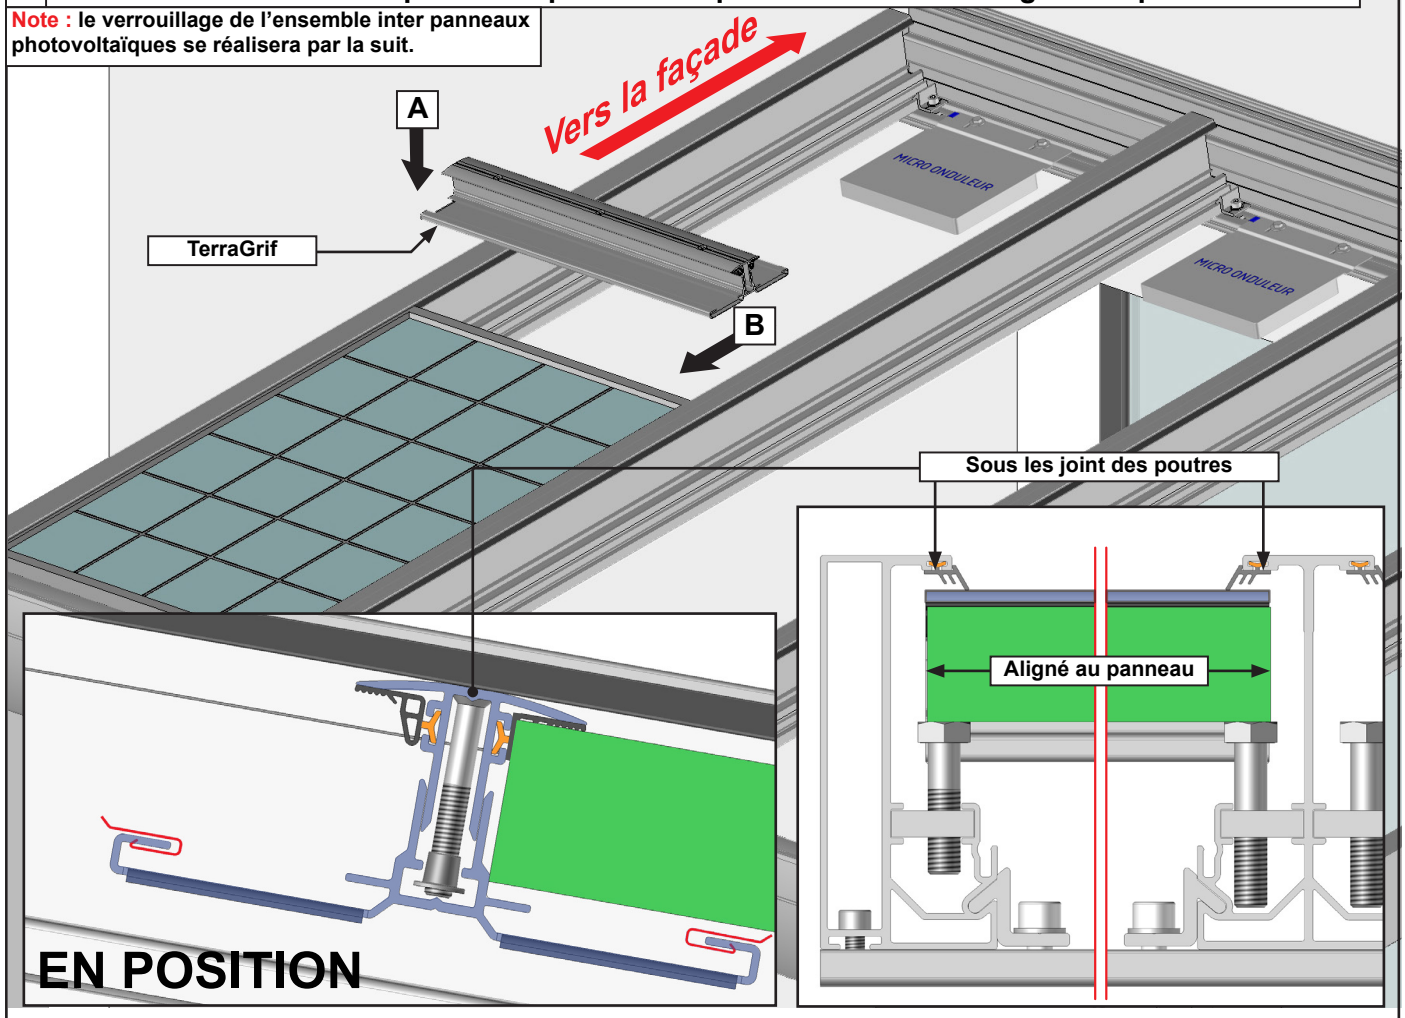 Note : le verrouillage de l'ensemble inter panneaux
photovoltaïques se réalisera par la suit.
Vers la façade
A
MICRO ONDULEUR
TerraGrif
MICRO ONDULEUR
B
Sous les joint des poutres
Aligné au panneau
EN POSITION